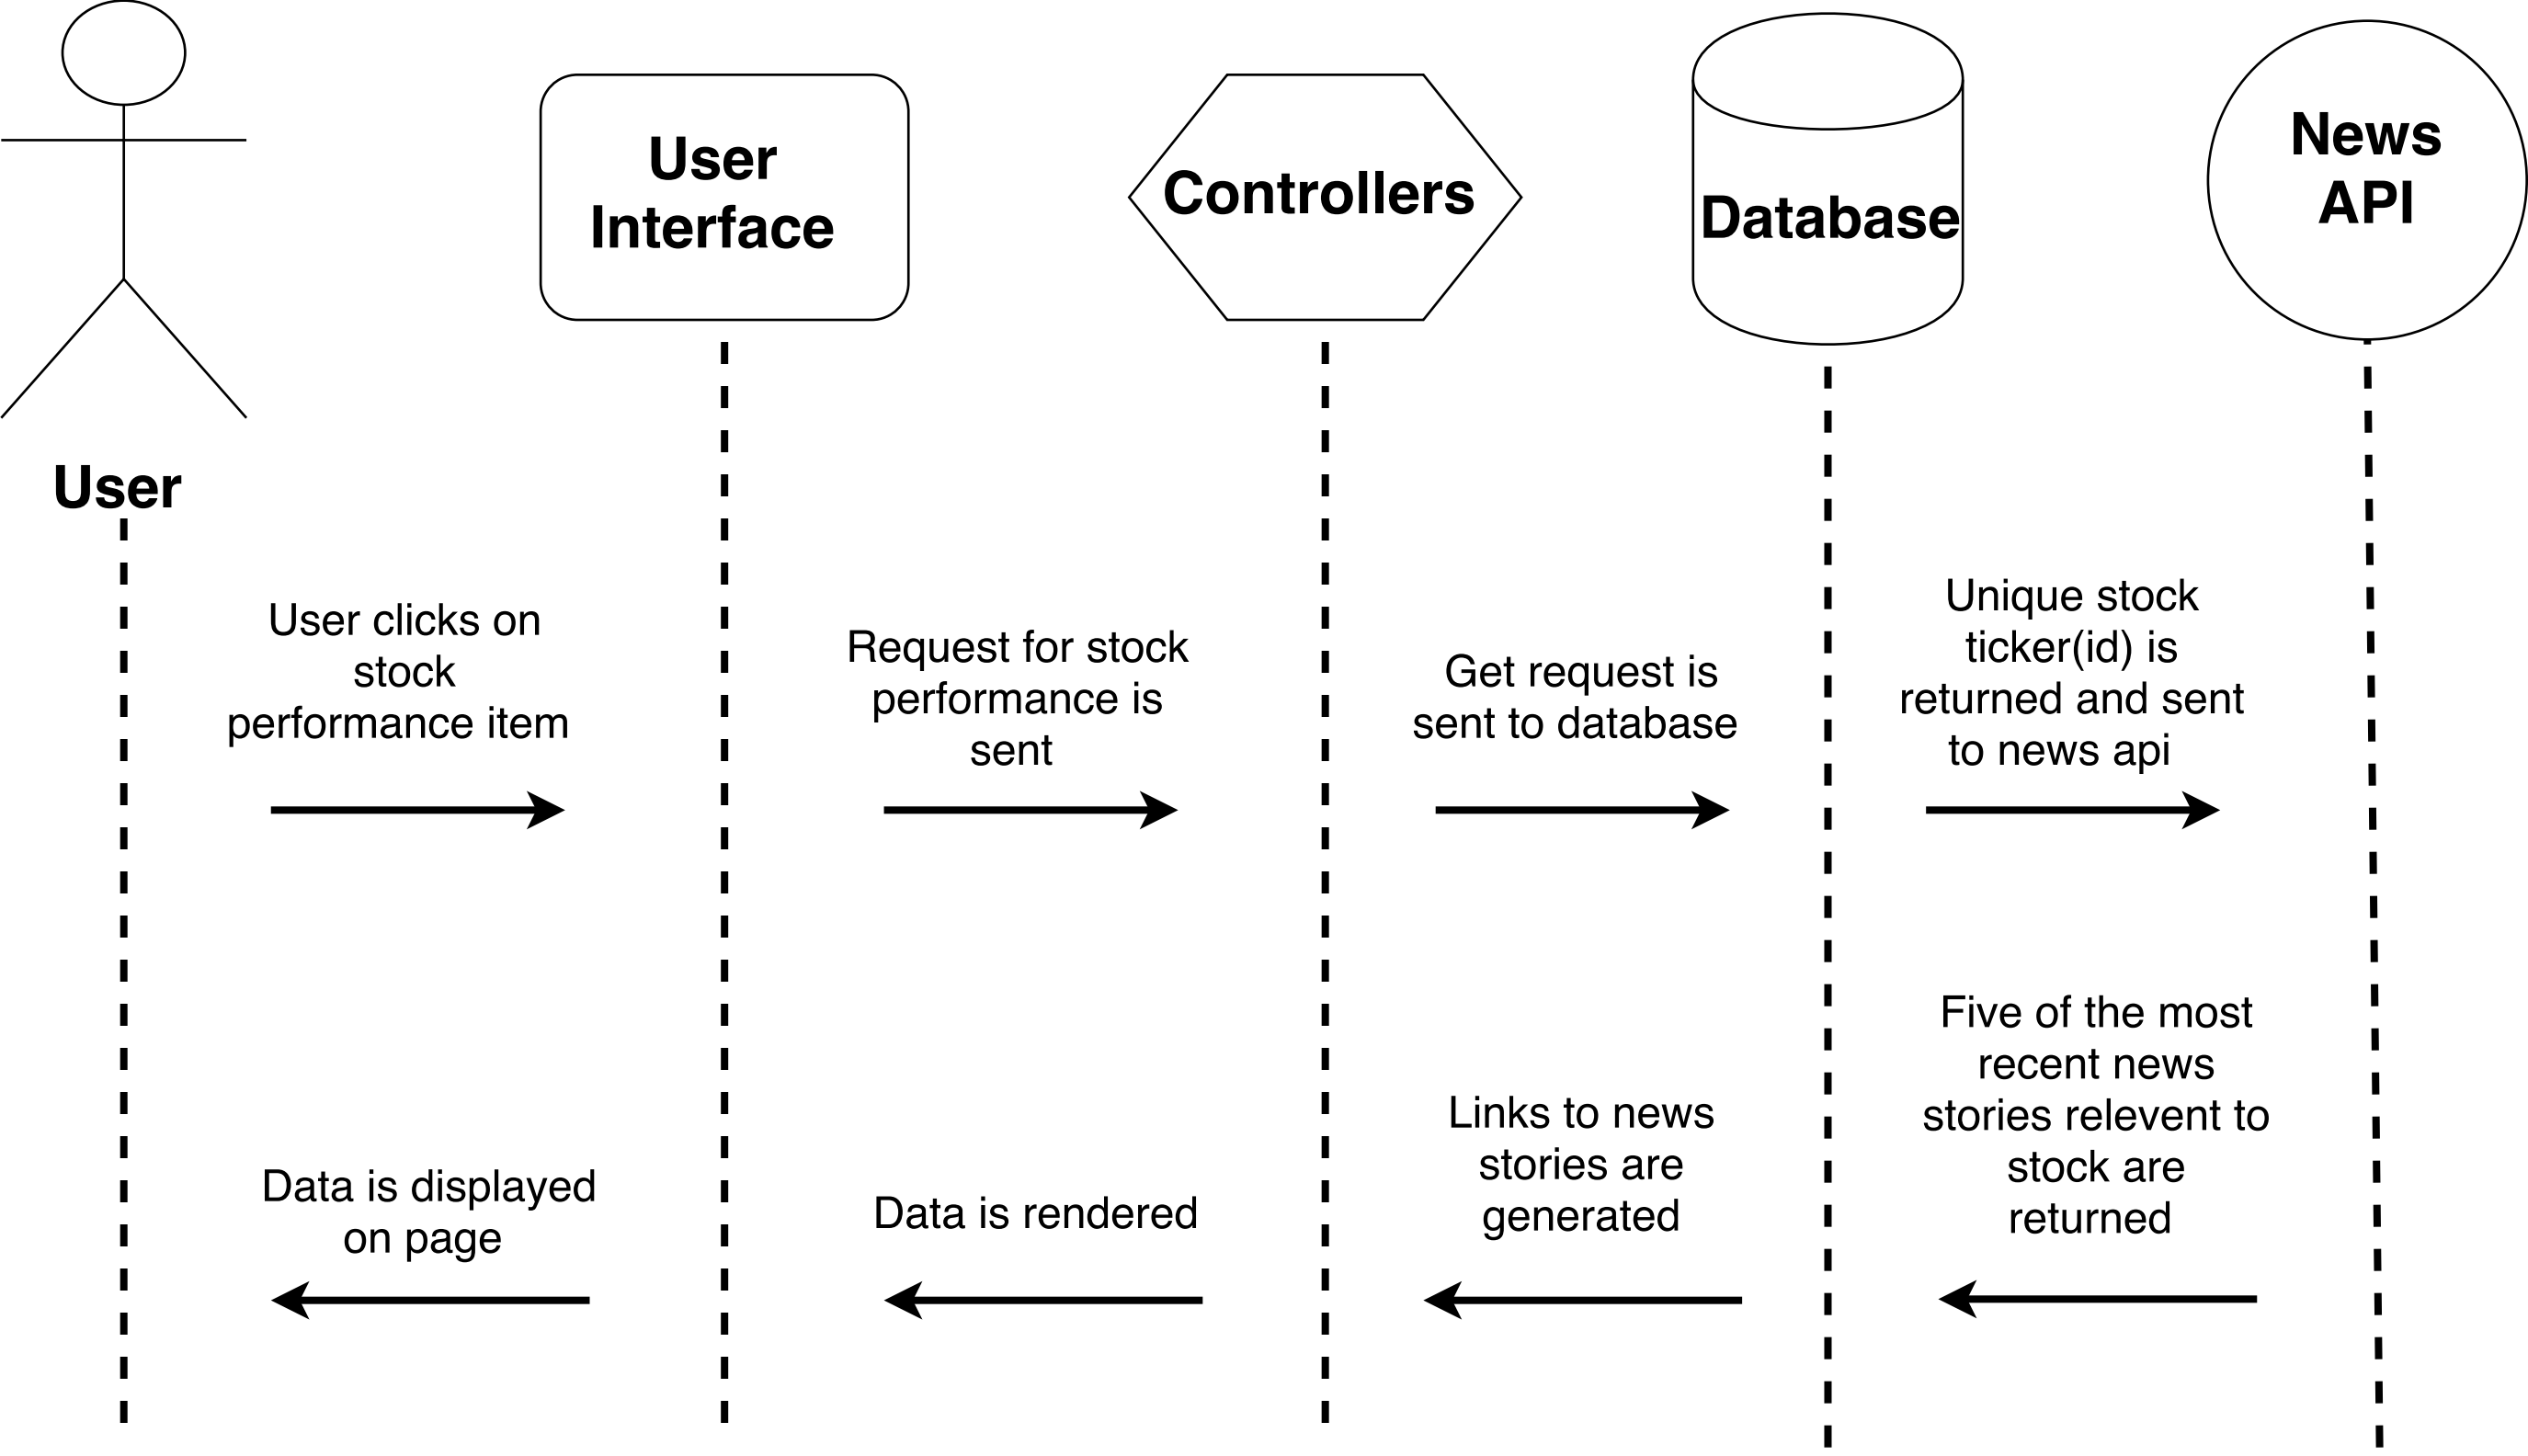 User
Interface
Controllers
Database
News
API
User
User clicks on
stock
performance item
Request for stock
performance is
sent
Get request is
sent to database
Unique stock
ticker(id) is
returned and sent
to news api
Five of the most
recent news
stories relevent to
stock are
returned
Links to news
stories are
generated
Data is rendered
Data is displayed
on page